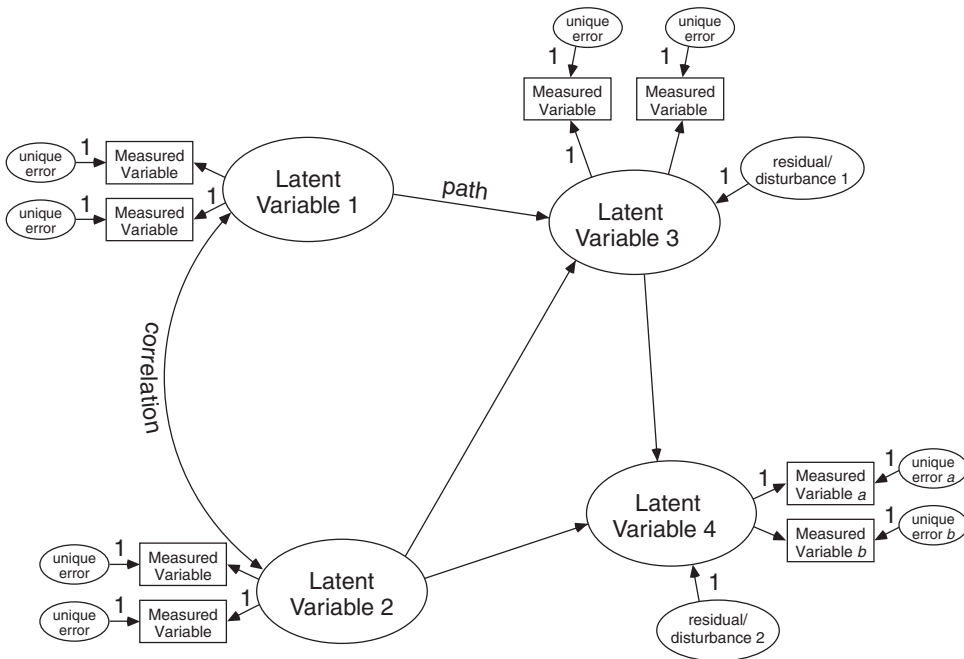 unique
error
1
Measured
Variable
unique
error
1
Measured
Variable
1
Latent
Variable 1
path
unique
error
1
Measured
Variable
1
unique
error
1
Measured
Variable
Latent
Variable 3
1
residual/
disturbance 1
correlation
unique
error
1
Measured
Variable
unique
error
1
Measured
Variable
1
Latent
Variable 2
Latent
Variable 4
1
Measured
Variable a
1
unique
error a
Measured
Variable b
1
unique
error b
1
residual/
disturbance 2